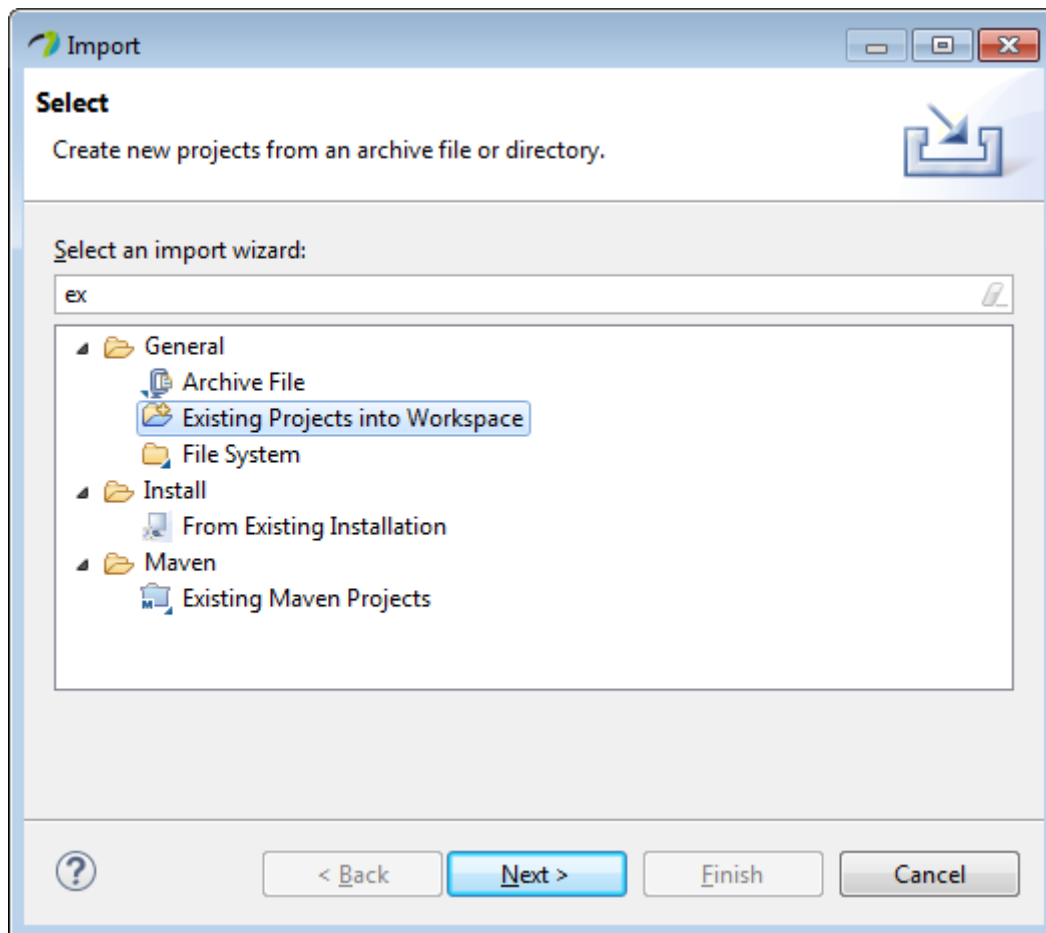 Import
Select
Create new projects from an archive file or directory.
Select an import wizard:
ex
General
Archive File
Existing Projects into Workspace
File System
Install
From Existing Installation
Maven
Existing Maven Projects
< Back Next > Finish Cancel